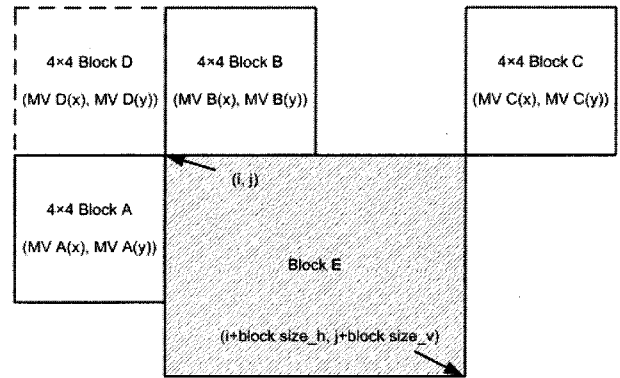 4×4 Block D
(MV D(x), MV D(y))
4×4 Block B
(MV B(x), MV B(y))
4×4 Block C
(MV C(x), MV C(y))
(i, j)
4×4 Block A
(MV A(x), MV A(y))
Block E
(i+block size_h, j+block size_v)